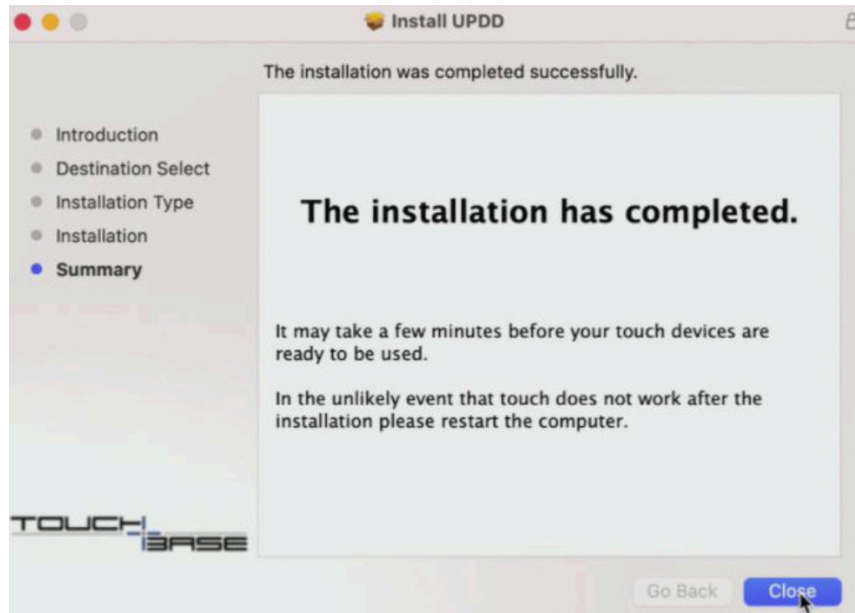 Install UPDD
The installation was completed successfully.
Introduction
Destination Select
Installation Type
Installation
Summary
The installation has completed.
It may take a few minutes before your touch devices are
ready to be used.
In the unlikely event that touch does not work after the
installation please restart the computer.
TOUCH
BASE
Go Back
Close